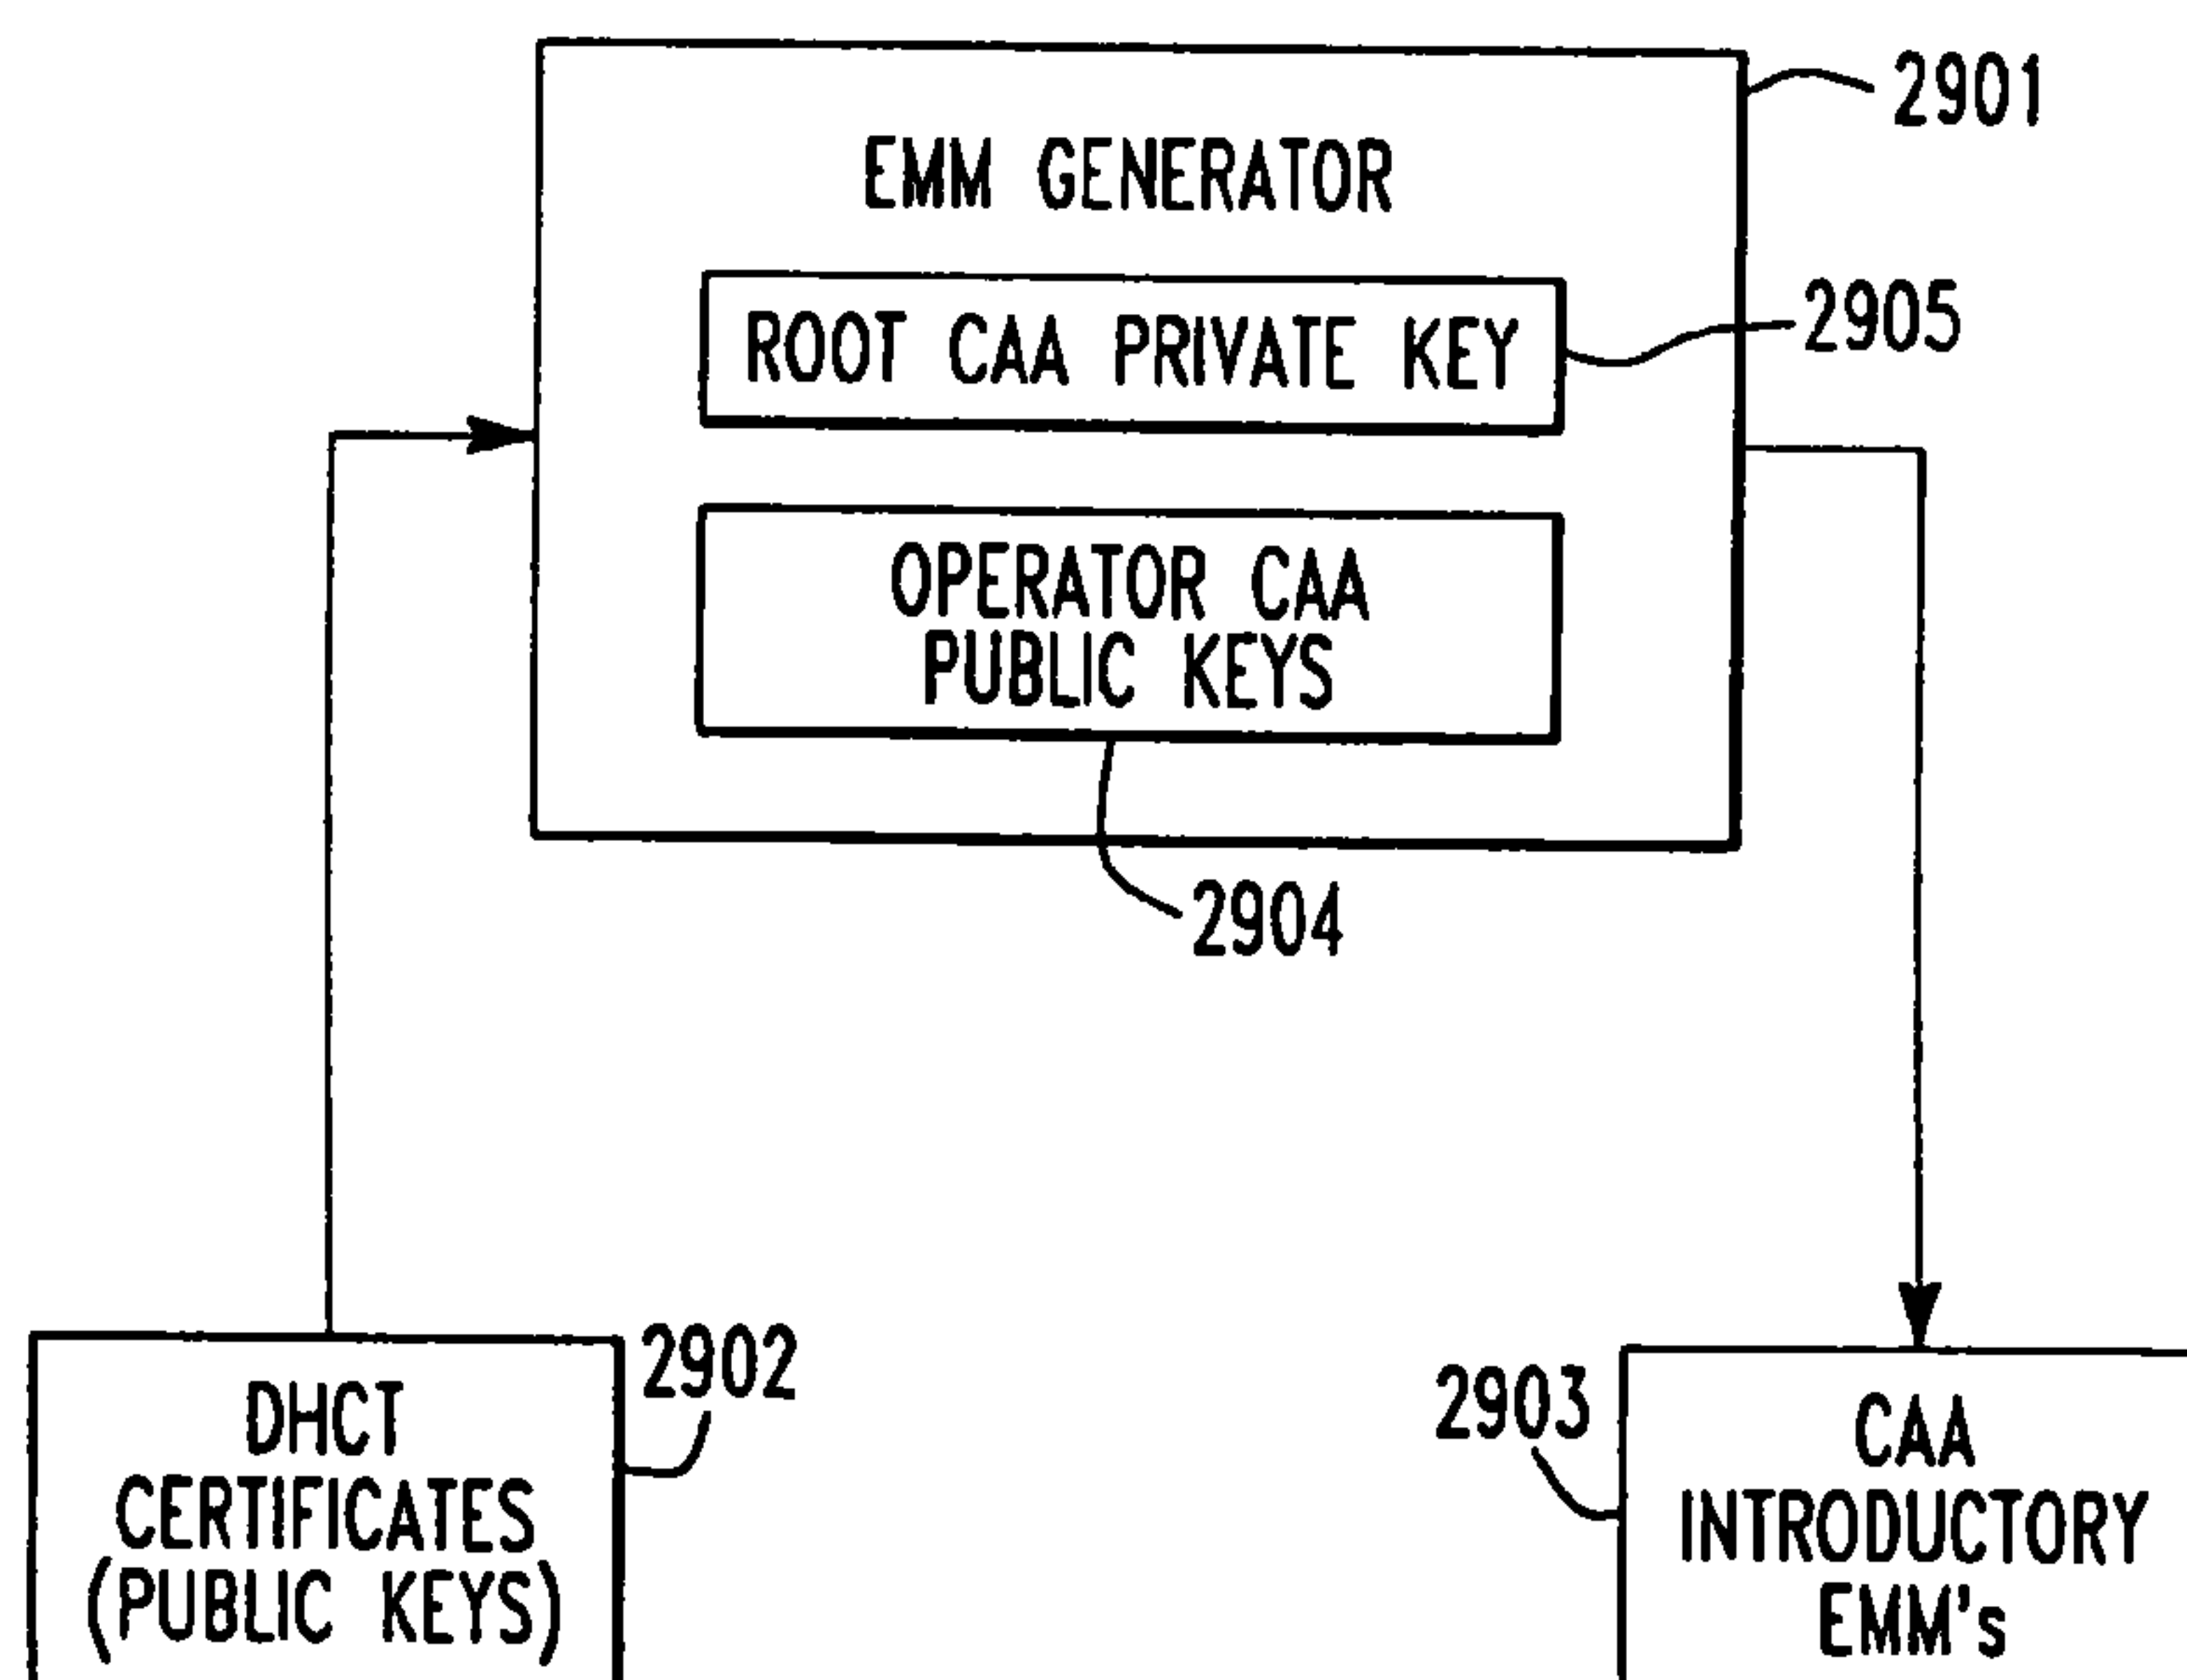 2901
EMM GENERATOR
2905
ROOT CAA PRIVATE KEY
OPERATOR CAA
PUBLIC KEYS
2904
2902
DHCT
CERTIFICATES
(PUBLIC KEYS)
2903
CAA
INTRODUCTORY
EMM's